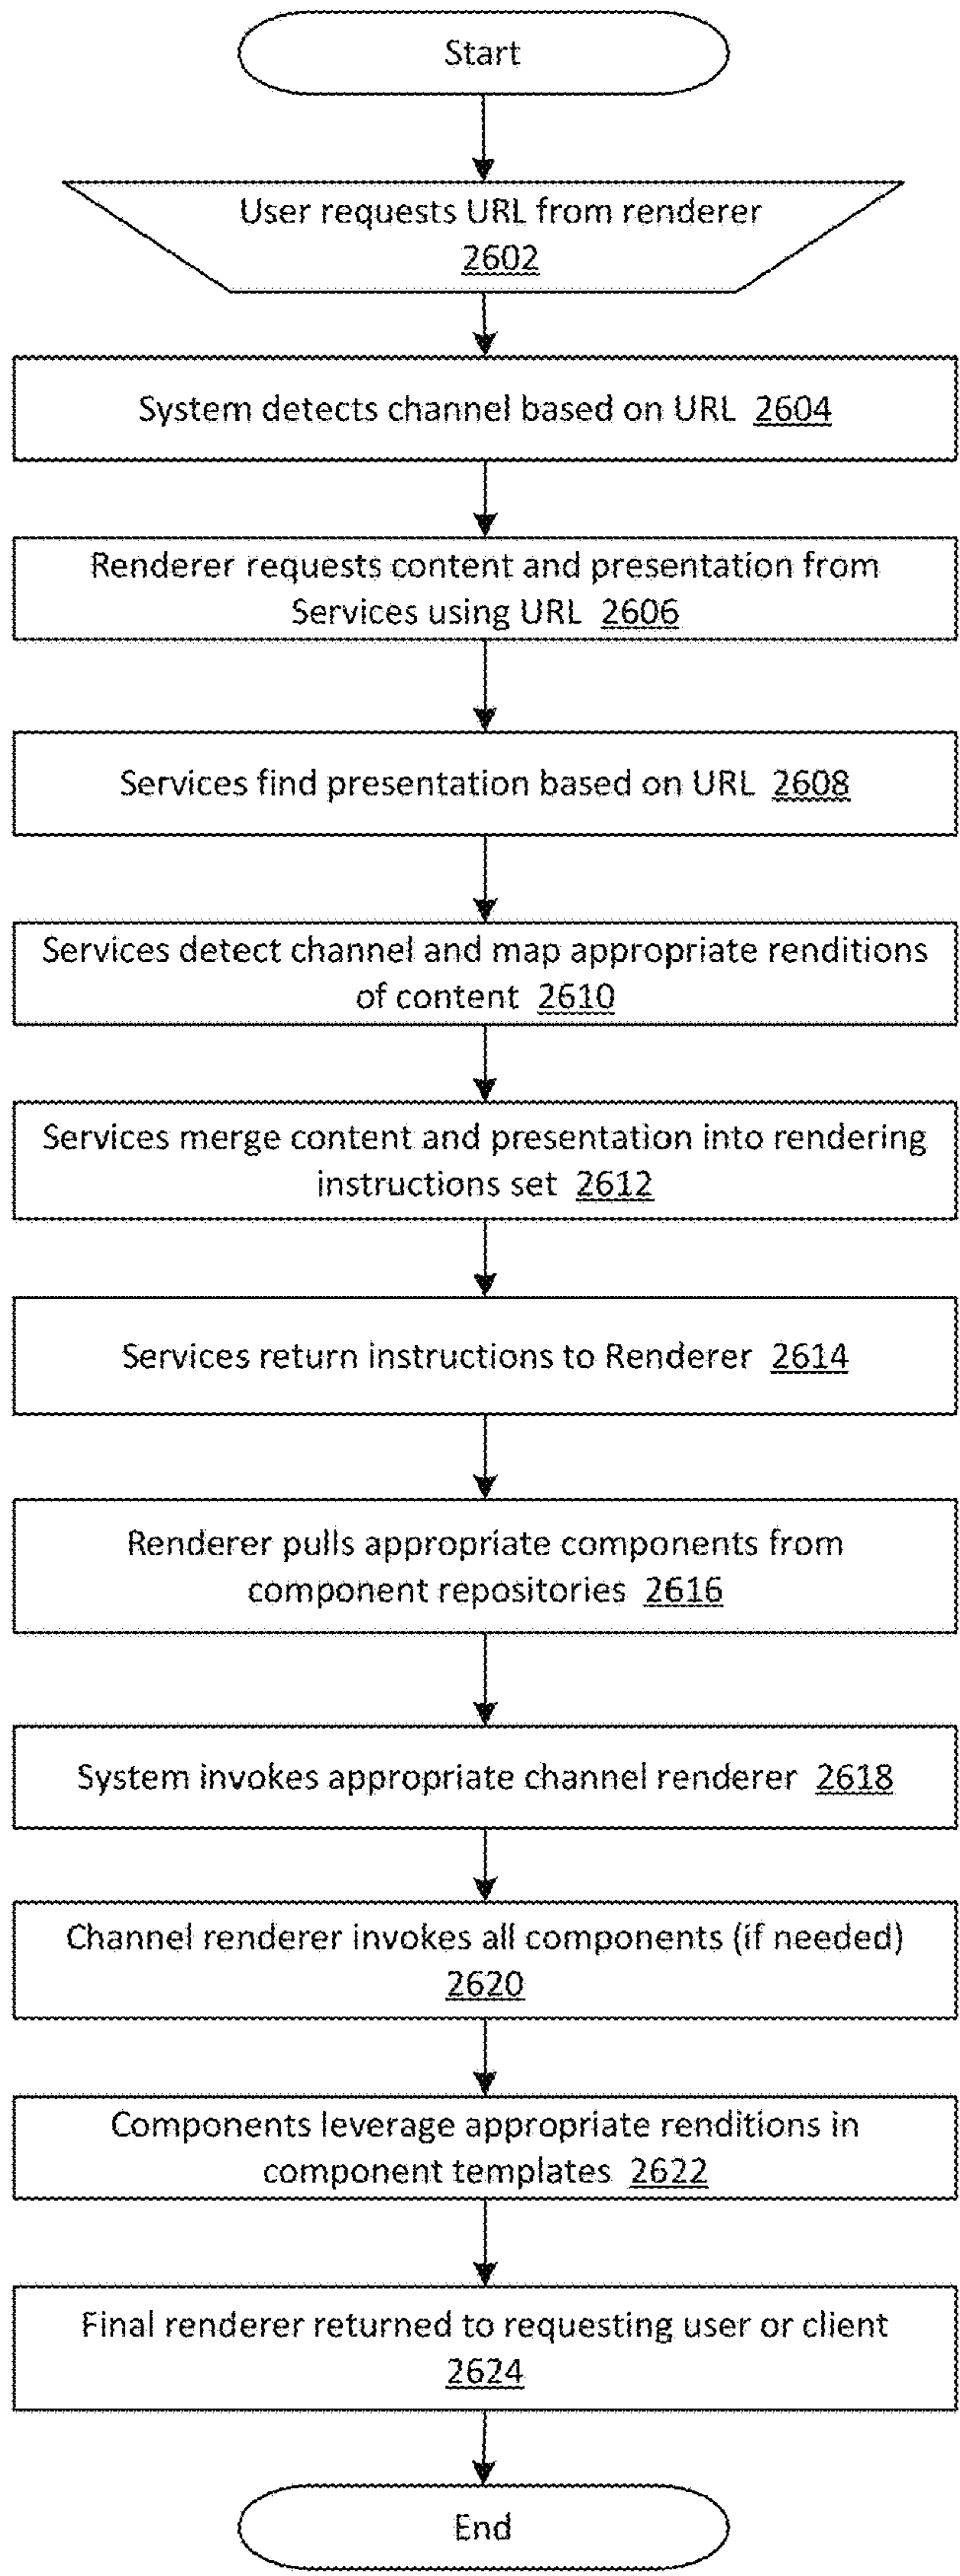 Start
User requests URL from renderer
2602
System detects channel based on URL 2604
Renderer requests content and presentation from
Services using URL 2606
Services find presentation based on URL 2608
Services detect channel and map appropriate renditions
of content 2610
Services merge content and presentation into rendering
instructions set 2612
Services return instructions to Renderer 2614
Renderer pulls appropriate components from
component repositories 2616
System invokes appropriate channel renderer 2618
Channel renderer invokes all components (if needed)
2620
Components leverage appropriate renditions in
component templates 2622
Final renderer returned to requesting user or client
2624
End